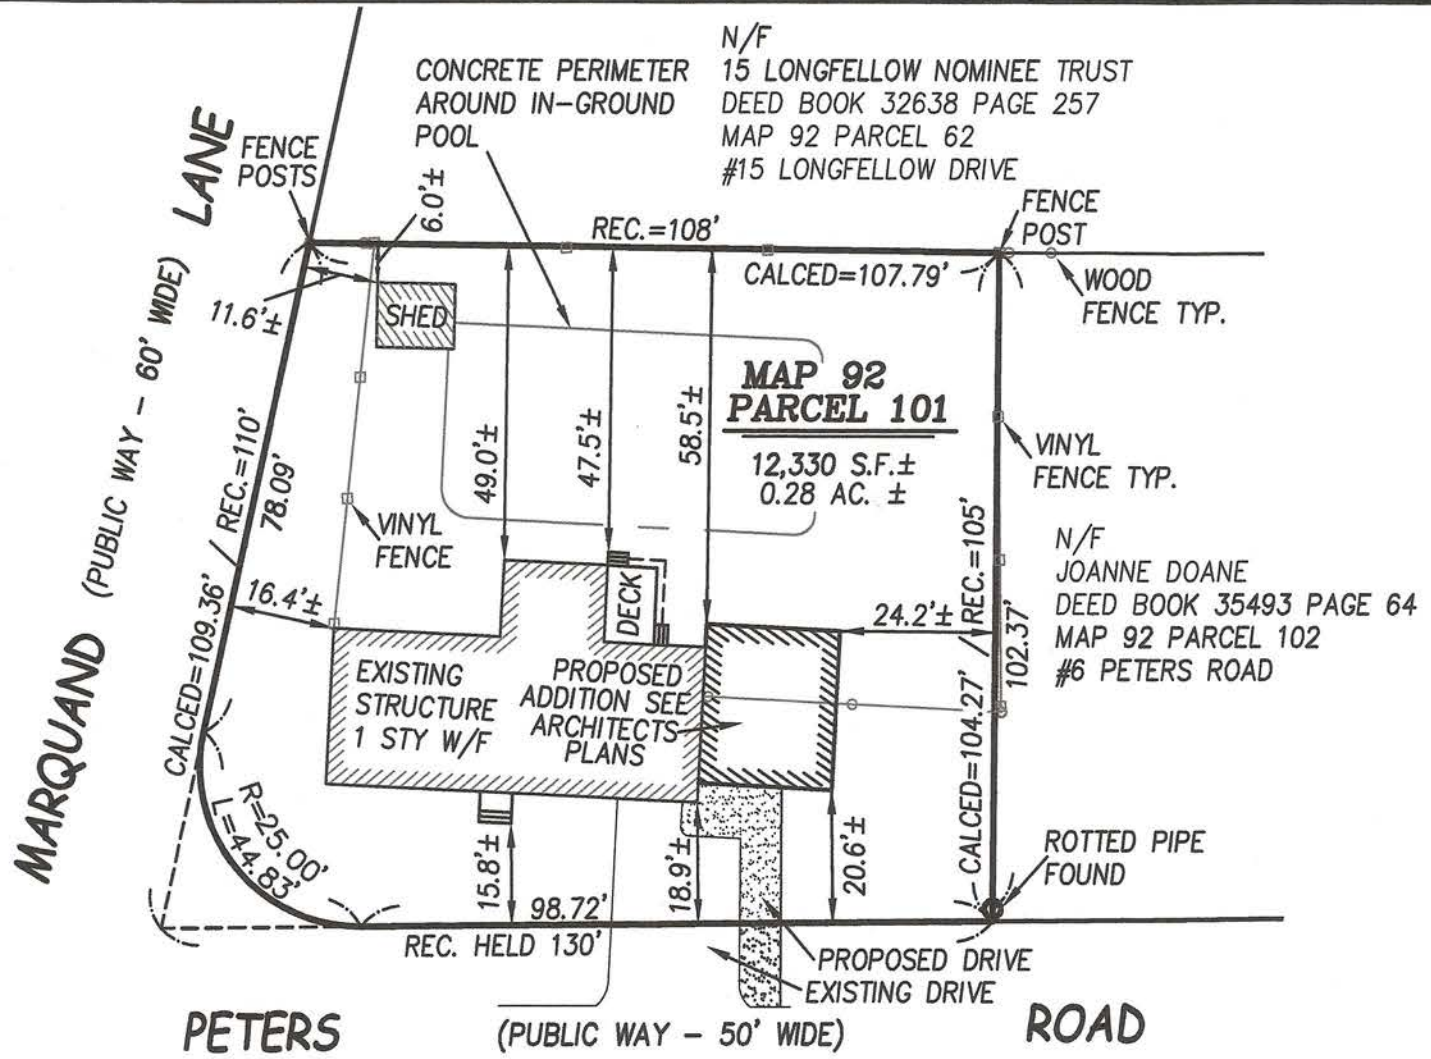 N/F
15 LONGFELLOW NOMINEE TRUST
DEED BOOK 32638 PAGE 257
MAP 92 PARCEL 62
#15 LONGFELLOW DRIVE
CONCRETE PERIMETER
AROUND IN-GROUND
POOL
FENCE
POSTS
6.0'±
REC.=108'
CALCED=107.79'
FENCE
POST
WOOD
FENCE TYP.
MARQUAND (PUBLIC WAY - 60' WIDE) LANE
11.6'±
SHED
49.0'±
47.5'±
58.5'±
MAP 92
PARCEL 101
12,330 S.F.±
0.28 AC. ±
VINYL
FENCE TYP.
CALCED=109.36' / REC.=110'
78.09'
VINYL
FENCE
16.4'±
DECK
24.2'±
CALCED=104.27' / REC.=105'
102.37'
N/F
JOANNE DOANE
DEED BOOK 35493 PAGE 64
MAP 92 PARCEL 102
#6 PETERS ROAD
EXISTING
STRUCTURE
1 STY W/F
PROPOSED
ADDITION SEE
ARCHITECTS
PLANS
R=25.00'
L=44.83'
15.8'±
18.9'±
20.6'±
ROTTED PIPE
FOUND
98.72'
REC. HELD 130'
PROPOSED DRIVE
EXISTING DRIVE
PETERS (PUBLIC WAY - 50' WIDE) ROAD